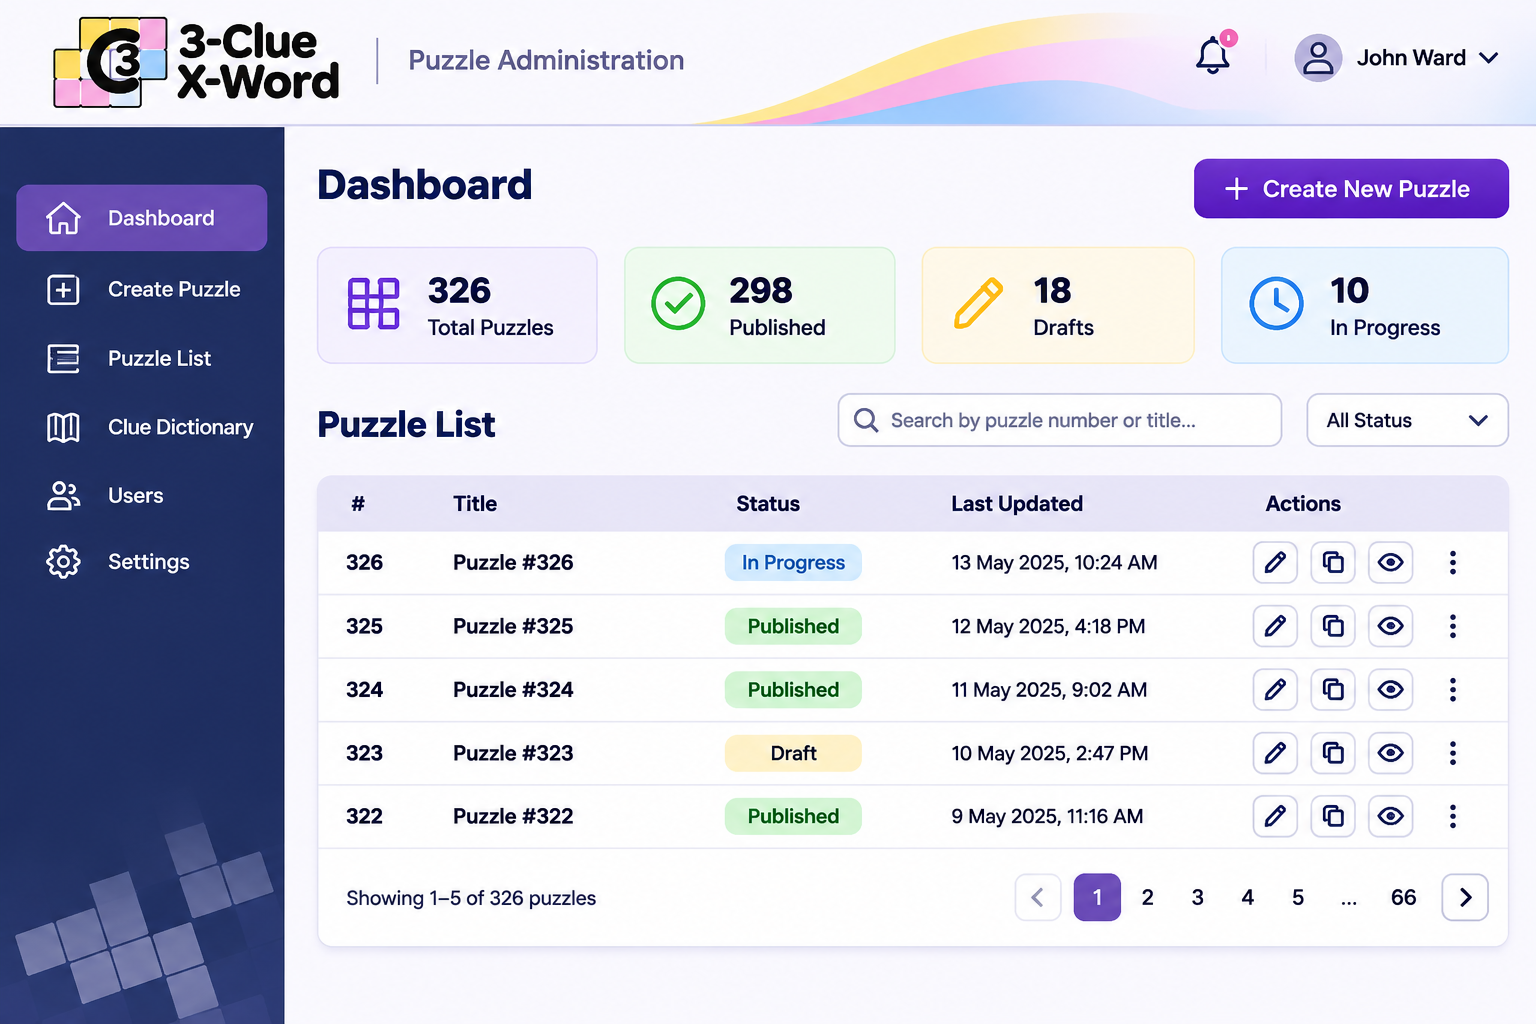 C3
3-Clue
X-Word
Puzzle Administration
John Ward
Dashboard
Create Puzzle
Puzzle List
Clue Dictionary
Users
Settings
Dashboard
+ Create New Puzzle
326
Total Puzzles
298
Published
18
Drafts
10
In Progress
Puzzle List
Search by puzzle number or title...
All Status
# Title Status Last Updated Actions
326 Puzzle #326 In Progress 13 May 2025, 10:24 AM
325 Puzzle #325 Published 12 May 2025, 4:18 PM
324 Puzzle #324 Published 11 May 2025, 9:02 AM
323 Puzzle #323 Draft 10 May 2025, 2:47 PM
322 Puzzle #322 Published 9 May 2025, 11:16 AM
Showing 1–5 of 326 puzzles
1 2 3 4 5 ... 66